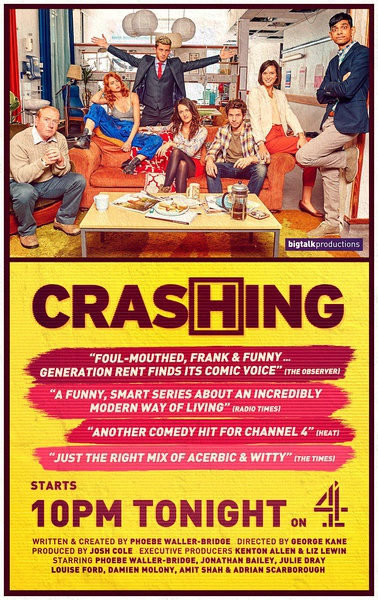 bigtalkproductions
CRASHING
“FOUL-MOUTHED, FRANK & FUNNY...
GENERATION RENT FINDS ITS COMIC VOICE” (THE OBSERVER)
“A FUNNY, SMART SERIES ABOUT AN INCREDIBLY
MODERN WAY OF LIVING” (RADIO TIMES)
“ANOTHER COMEDY HIT FOR CHANNEL 4” (HEAT)
“JUST THE RIGHT MIX OF ACERBIC & WITTY” (THE TIMES)
STARTS
10PM TONIGHT ON 4
WRITTEN & CREATED BY PHOEBE WALLER-BRIDGE DIRECTED BY GEORGE KANE
PRODUCED BY JOSH COLE EXECUTIVE PRODUCERS KENTON ALLEN & LIZ LEWIN
STARRING PHOEBE WALLER-BRIDGE, JONATHAN BAILEY, JULIE DRAY
LOUISE FORD, DAMIEN MOLONY, AMIT SHAH & ADRIAN SCARBOROUGH